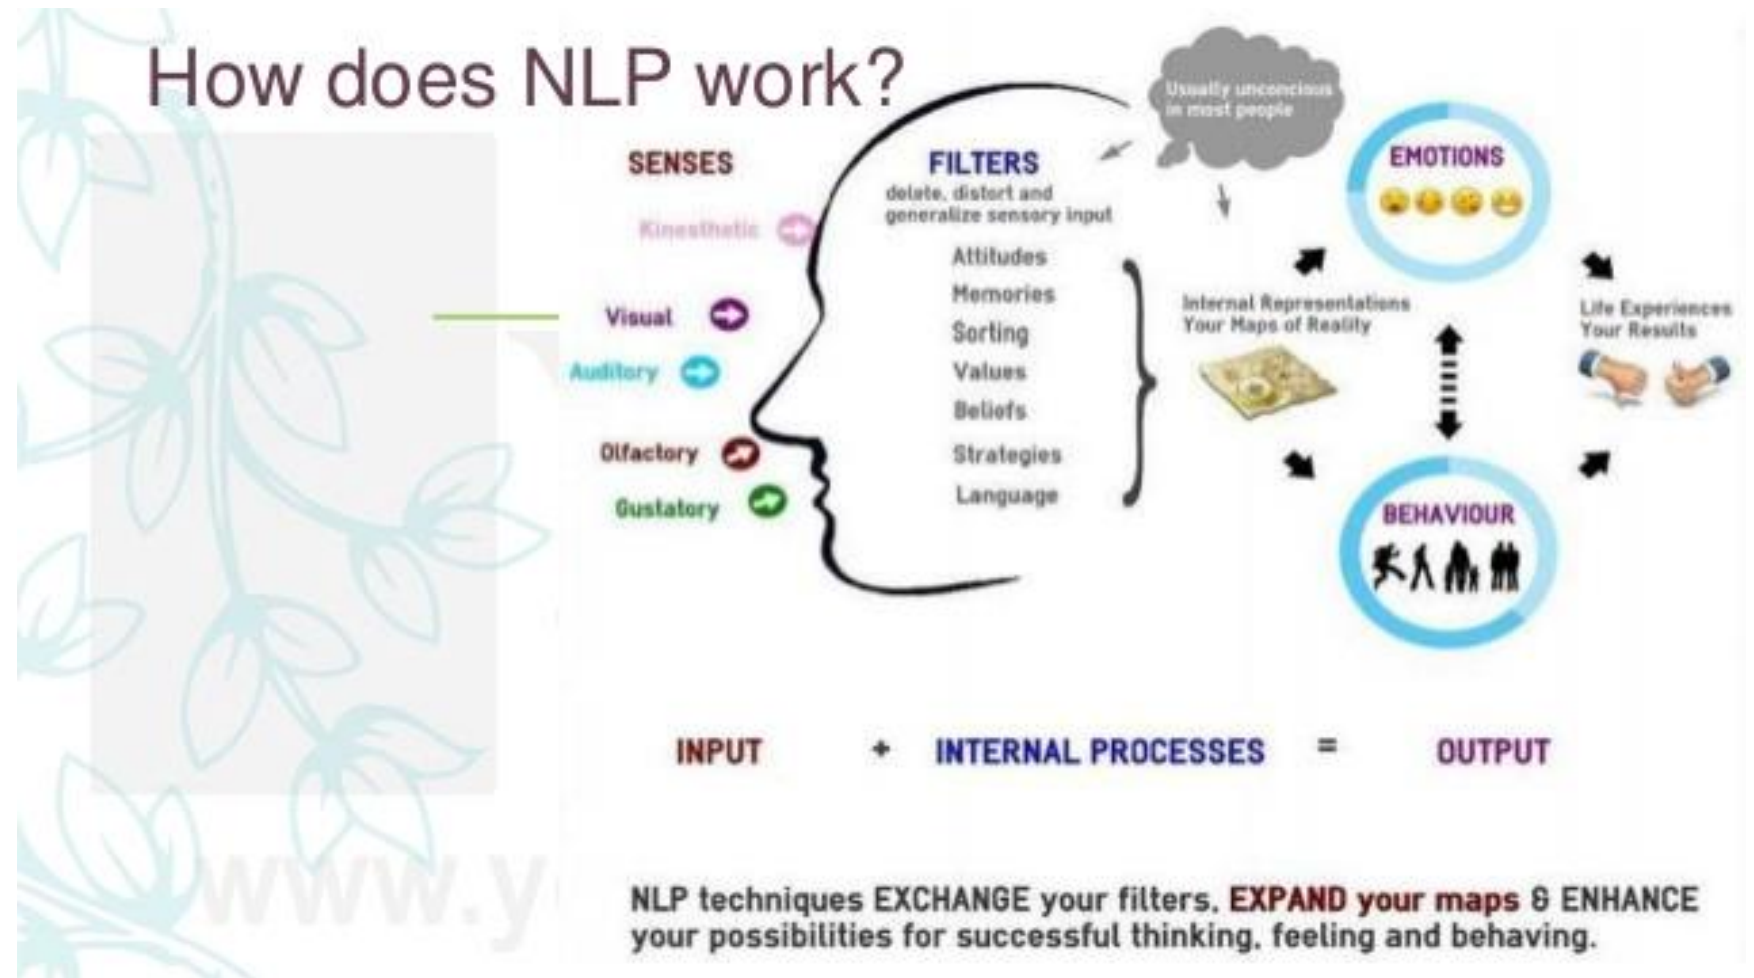 How does NLP work?
Usually unconcious
in most people
SENSES
Kinesthetic
Visual
Auditory
Olfactory
Gustatory
FILTERS
delete, distort and
generalize sensory input
Attitudes
Memories
Sorting
Values
Beliefs
Strategies
Language
Internal Representations
Your Maps of Reality
EMOTIONS
BEHAVIOUR
Life Experiences
Your Results
INPUT + INTERNAL PROCESSES = OUTPUT
www.y
NLP techniques EXCHANGE your filters, EXPAND your maps & ENHANCE
your possibilities for successful thinking, feeling and behaving.